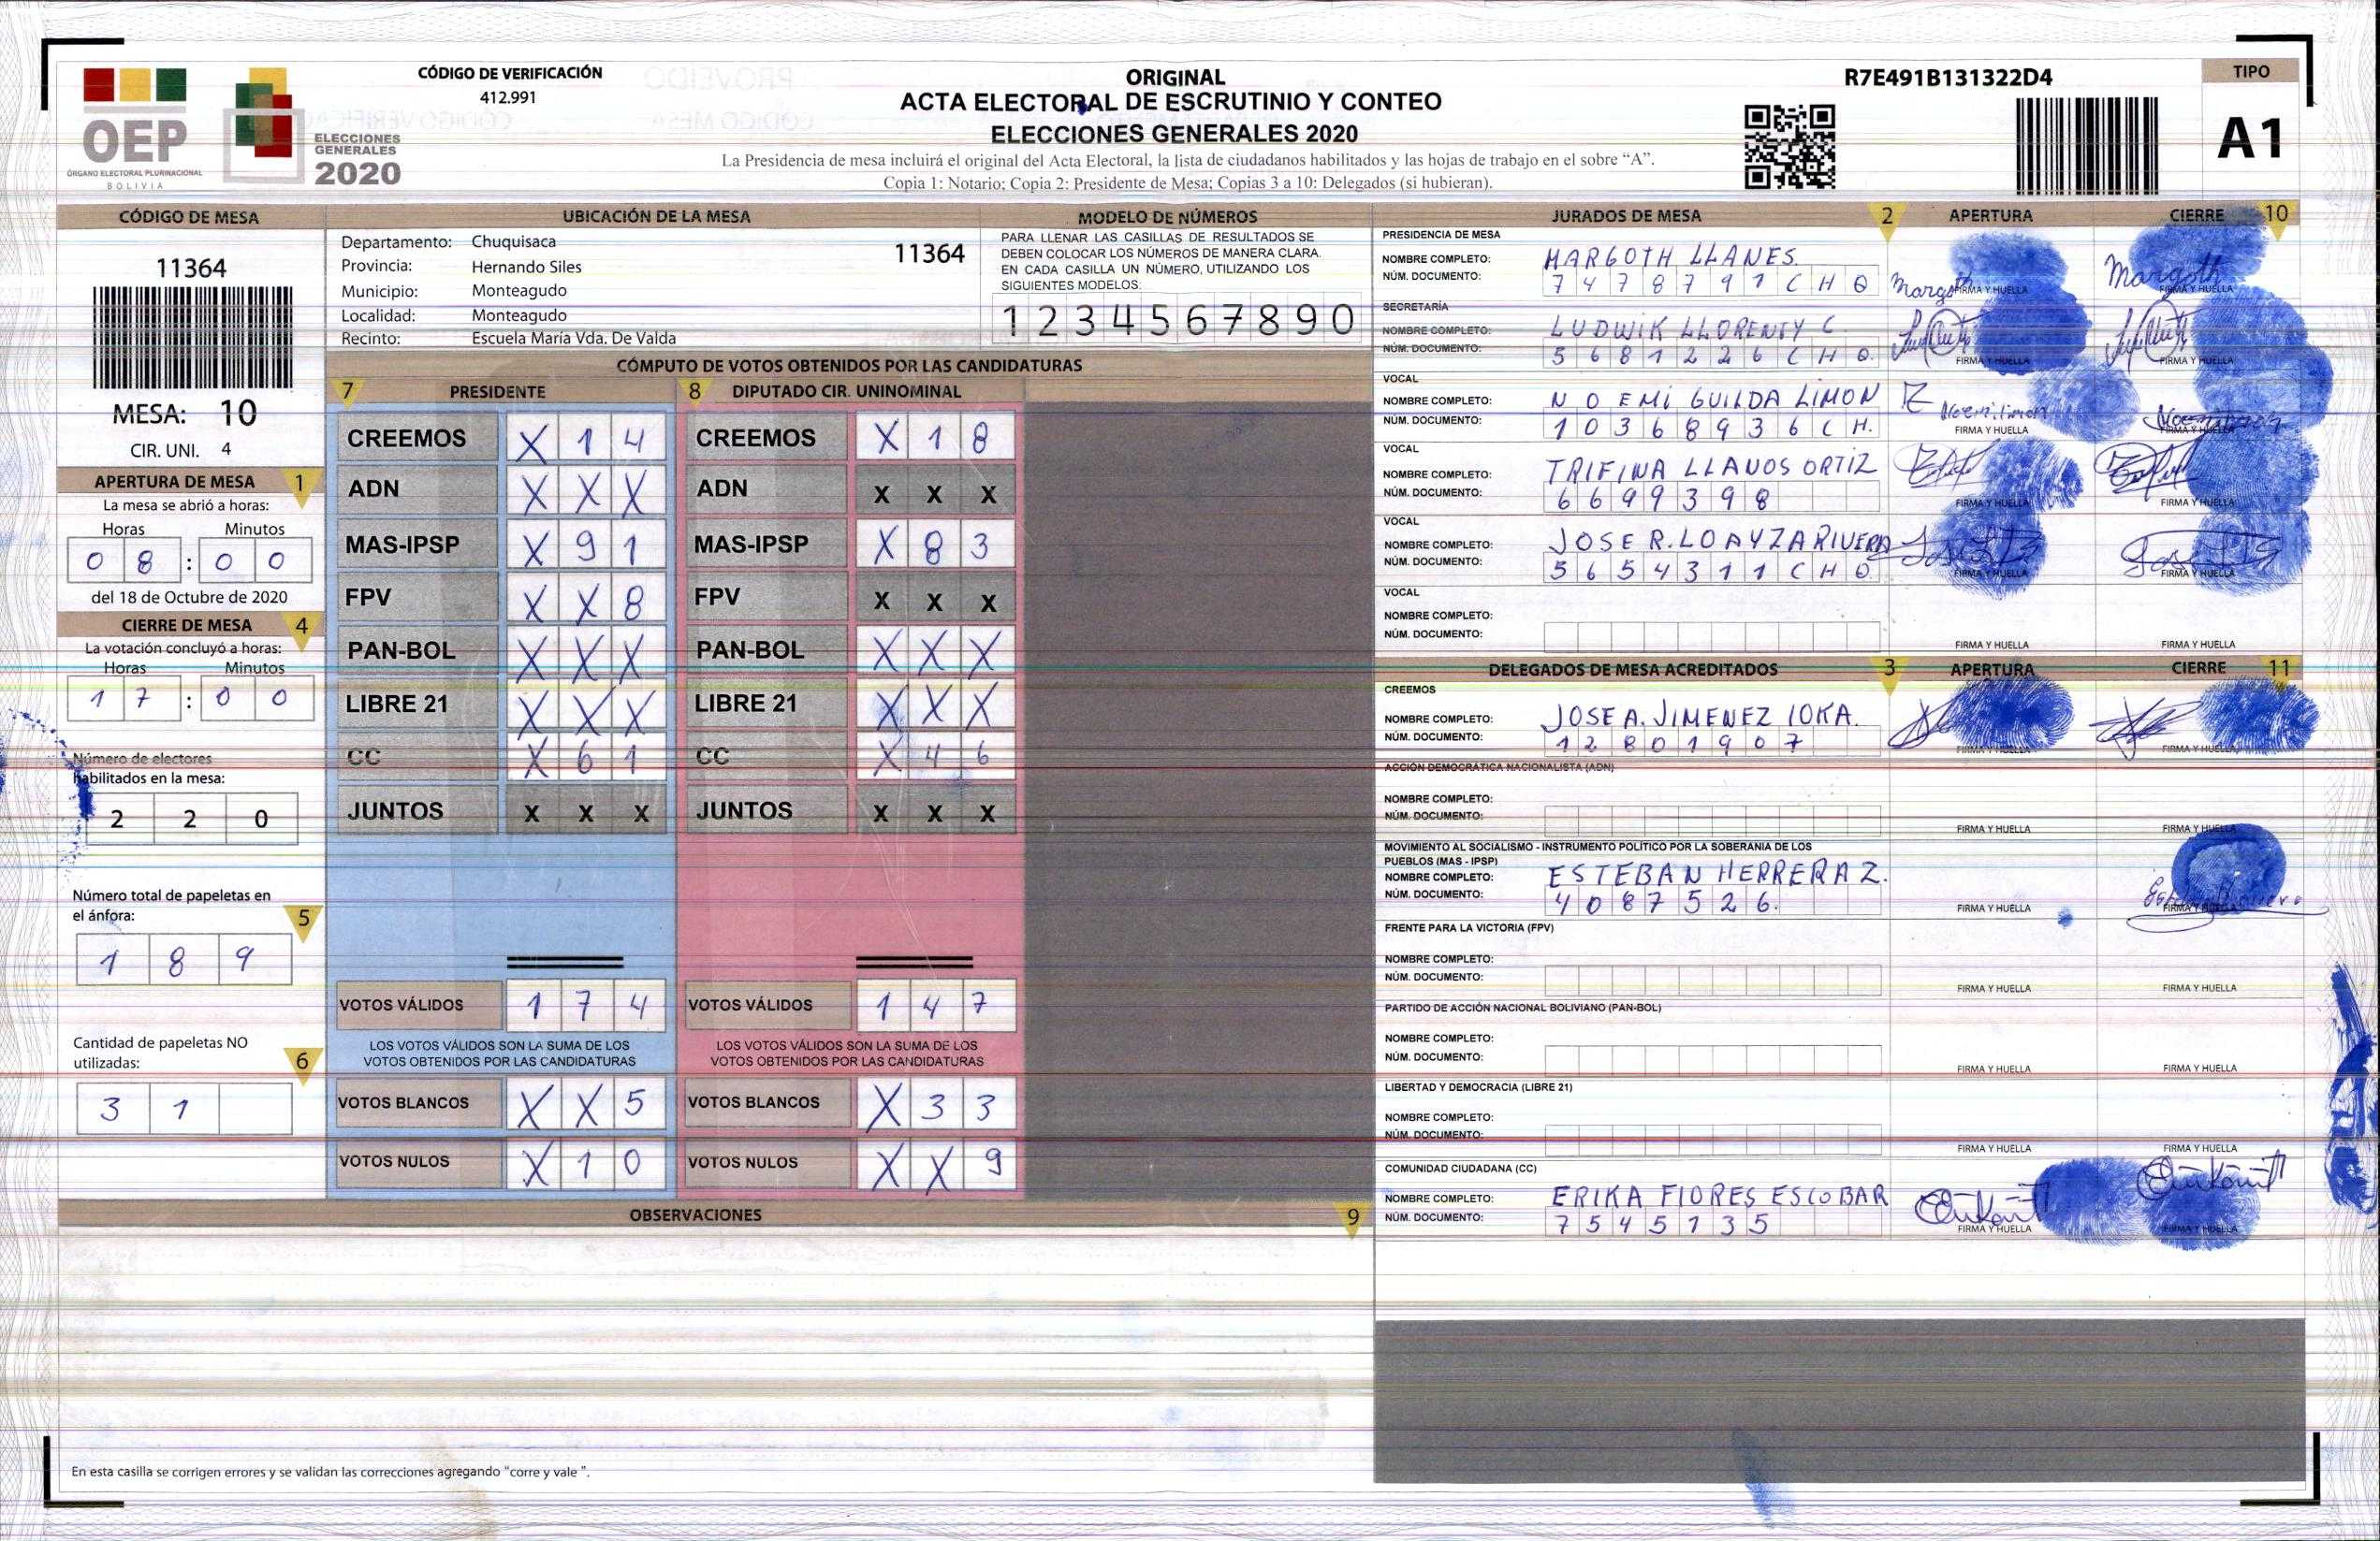 CÓDIGO DE VERIFICACIÓN
412.991
OEP
ÓRGANO ELECTORAL PLURINACIONAL
BOLIVIA
ELECCIONES
GENERALES
2020
ORIGINAL
ACTA ELECTORAL DE ESCRUTINIO Y CONTEO
ELECCIONES GENERALES 2020
La Presidencia de mesa incluirá el original del Acta Electoral, la lista de ciudadanos habilitados y las hojas de trabajo en el sobre “A”.
Copia 1: Notario; Copia 2: Presidente de Mesa; Copias 3 a 10: Delegados (si hubieran).
R7E491B131322D4
TIPO
A1
CÓDIGO DE MESA
11364
MESA: 10
CIR. UNI. 4
APERTURA DE MESA 1
La mesa se abrió a horas:
Horas Minutos
0 8 : 0 0
del 18 de Octubre de 2020
CIERRE DE MESA 4
La votación concluyó a horas:
Horas Minutos
1 7 : 0 0
Número de electores
habilitados en la mesa:
2 2 0
Número total de papeletas en
el ánfora: 5
1 8 9
Cantidad de papeletas NO
utilizadas: 6
3 1
UBICACIÓN DE LA MESA
Departamento: Chuquisaca 11364
Provincia: Hernando Siles
Municipio: Monteagudo
Localidad: Monteagudo
Recinto: Escuela María Vda. De Valda
MODELO DE NÚMEROS
PARA LLENAR LAS CASILLAS DE RESULTADOS SE
DEBEN COLOCAR LOS NÚMEROS DE MANERA CLARA.
EN CADA CASILLA UN NÚMERO, UTILIZANDO LOS
SIGUIENTES MODELOS:
1 2 3 4 5 6 7 8 9 0
CÓMPUTO DE VOTOS OBTENIDOS POR LAS CANDIDATURAS
7 PRESIDENTE
CREEMOS X 1 4
ADN X X X
MAS-IPSP X 9 1
FPV X X 8
PAN-BOL X X X
LIBRE 21 X X X
CC X 6 1
JUNTOS X X X
VOTOS VÁLIDOS 1 7 4
LOS VOTOS VÁLIDOS SON LA SUMA DE LOS
VOTOS OBTENIDOS POR LAS CANDIDATURAS
VOTOS BLANCOS X X 5
VOTOS NULOS X 1 0
8 DIPUTADO CIR. UNINOMINAL
CREEMOS X 1 8
ADN X X X
MAS-IPSP X 8 3
FPV X X X
PAN-BOL X X X
LIBRE 21 X X X
CC X 4 6
JUNTOS X X X
VOTOS VÁLIDOS 1 4 7
LOS VOTOS VÁLIDOS SON LA SUMA DE LOS
VOTOS OBTENIDOS POR LAS CANDIDATURAS
VOTOS BLANCOS X 3 3
VOTOS NULOS X X 9
OBSERVACIONES 9
En esta casilla se corrigen errores y se validan las correcciones agregando “corre y vale ”.
JURADOS DE MESA 2 APERTURA CIERRE 10
PRESIDENCIA DE MESA
NOMBRE COMPLETO: MARGOTH LLANES
NÚM. DOCUMENTO: 7 4 7 8 7 9 1 C H Q
Margoth FIRMA Y HUELLA Margoth FIRMA Y HUELLA
SECRETARÍA
NOMBRE COMPLETO: LUDWIK LLORENTY C.
NÚM. DOCUMENTO: 5 6 8 1 2 2 6 C H Q.
FIRMA Y HUELLA FIRMA Y HUELLA
VOCAL
NOMBRE COMPLETO: NOEMI GUILDA LIMON
NÚM. DOCUMENTO: 1 0 3 6 8 9 3 6 C H.
Noemi limon FIRMA Y HUELLA FIRMA Y HUELLA
VOCAL
NOMBRE COMPLETO: TRIFINA LLANOS ORTIZ
NÚM. DOCUMENTO: 6 6 9 9 3 9 8
FIRMA Y HUELLA FIRMA Y HUELLA
VOCAL
NOMBRE COMPLETO: JOSE R. LOAYZA RIVERA
NÚM. DOCUMENTO: 5 6 5 4 3 1 1 C H Q
FIRMA Y HUELLA FIRMA Y HUELLA
VOCAL
NOMBRE COMPLETO:
NÚM. DOCUMENTO:
FIRMA Y HUELLA FIRMA Y HUELLA
DELEGADOS DE MESA ACREDITADOS 3 APERTURA CIERRE 11
CREEMOS
NOMBRE COMPLETO: JOSE A. JIMENEZ IOKA.
NÚM. DOCUMENTO: 1 2 8 0 1 9 0 7
FIRMA Y HUELLA FIRMA Y HUELLA
ACCIÓN DEMOCRÁTICA NACIONALISTA (ADN)
NOMBRE COMPLETO:
NÚM. DOCUMENTO:
FIRMA Y HUELLA FIRMA Y HUELLA
MOVIMIENTO AL SOCIALISMO - INSTRUMENTO POLÍTICO POR LA SOBERANIA DE LOS
PUEBLOS (MAS - IPSP)
NOMBRE COMPLETO: ESTEBAN HERRERA Z.
NÚM. DOCUMENTO: 4 0 8 7 5 2 6.
FIRMA Y HUELLA FIRMA Y HUELLA
FRENTE PARA LA VICTORIA (FPV)
NOMBRE COMPLETO:
NÚM. DOCUMENTO:
FIRMA Y HUELLA FIRMA Y HUELLA
PARTIDO DE ACCIÓN NACIONAL BOLIVIANO (PAN-BOL)
NOMBRE COMPLETO:
NÚM. DOCUMENTO:
FIRMA Y HUELLA FIRMA Y HUELLA
LIBERTAD Y DEMOCRACIA (LIBRE 21)
NOMBRE COMPLETO:
NÚM. DOCUMENTO:
FIRMA Y HUELLA FIRMA Y HUELLA
COMUNIDAD CIUDADANA (CC)
NOMBRE COMPLETO: ERIKA FLORES ESCOBAR
NÚM. DOCUMENTO: 7 5 4 5 1 3 5
FIRMA Y HUELLA FIRMA Y HUELLA